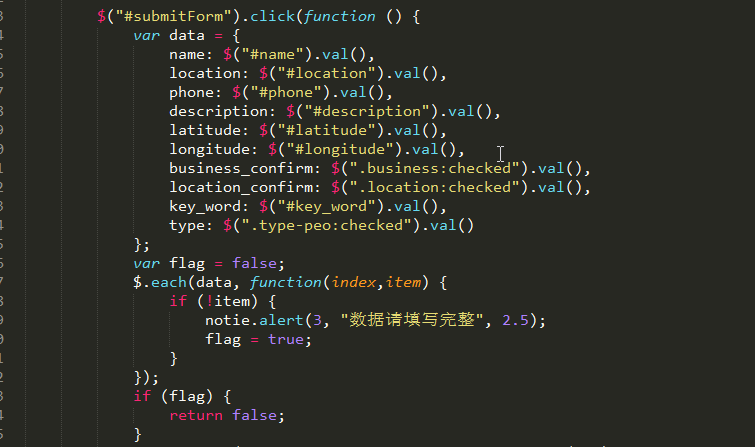 $("#submitForm").click(function () {
var data = {
name: $("#name").val(),
location: $("#location").val(),
phone: $("#phone").val(),
description: $("#description").val(),
latitude: $("#latitude").val(),
longitude: $("#longitude").val(),
business_confirm: $(".business:checked").val(),
location_confirm: $(".location:checked").val(),
key_word: $("#key_word").val(),
type: $(".type-peo:checked").val()
};
var flag = false;
$.each(data, function(index,item) {
if (!item) {
notie.alert(3, "数据请填写完整", 2.5);
flag = true;
}
});
if (flag) {
return false;
}